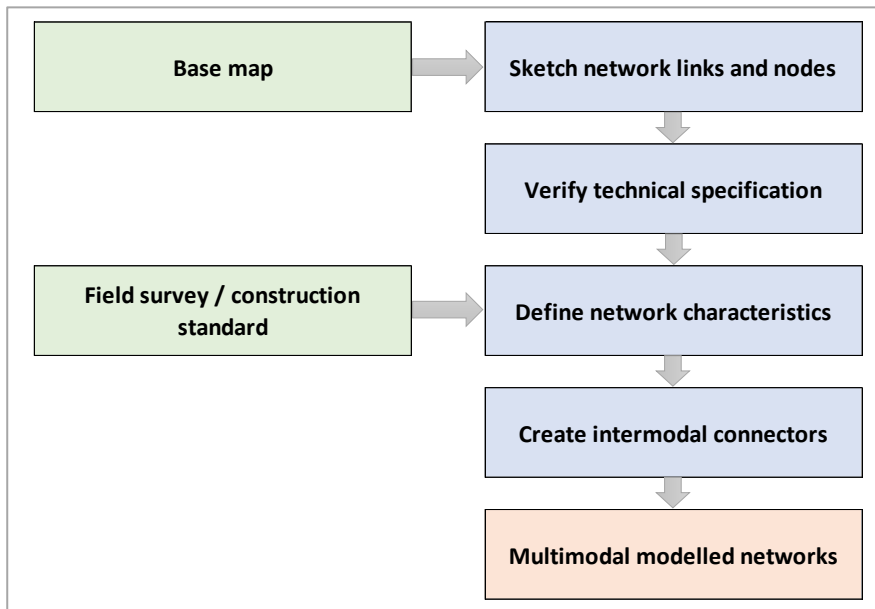 Base map
Sketch network links and nodes
Verify technical specification
Field survey / construction
standard
Define network characteristics
Create intermodal connectors
Multimodal modelled networks